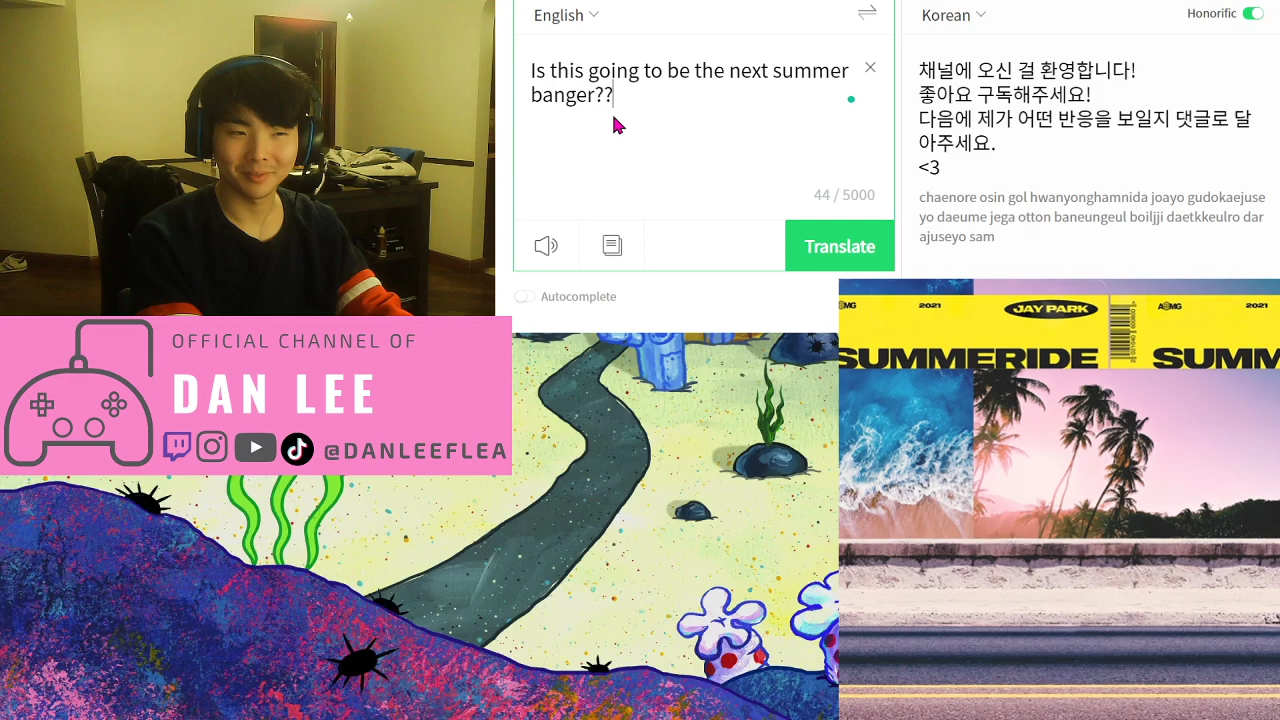 English
Is this going to be the next summer
banger??
44 / 5000
Translate
Autocomplete
Korean
Honorific
채널에 오신 걸 환영합니다!
좋아요 구독해주세요!
다음에 제가 어떤 반응을 보일지 댓글로 달
아주세요.
<3
chaenore osin gol hwanyonghamnida joayo gudokaejuse
yo daeume jega otton baneungeul boiljji daetkkeulro dar
ajuseyo sam
OFFICIAL CHANNEL OF
DAN LEE
@DANLEEFLEA
2021 JAY PARK
SUMMERIDE
AOMG 2021
SUMM